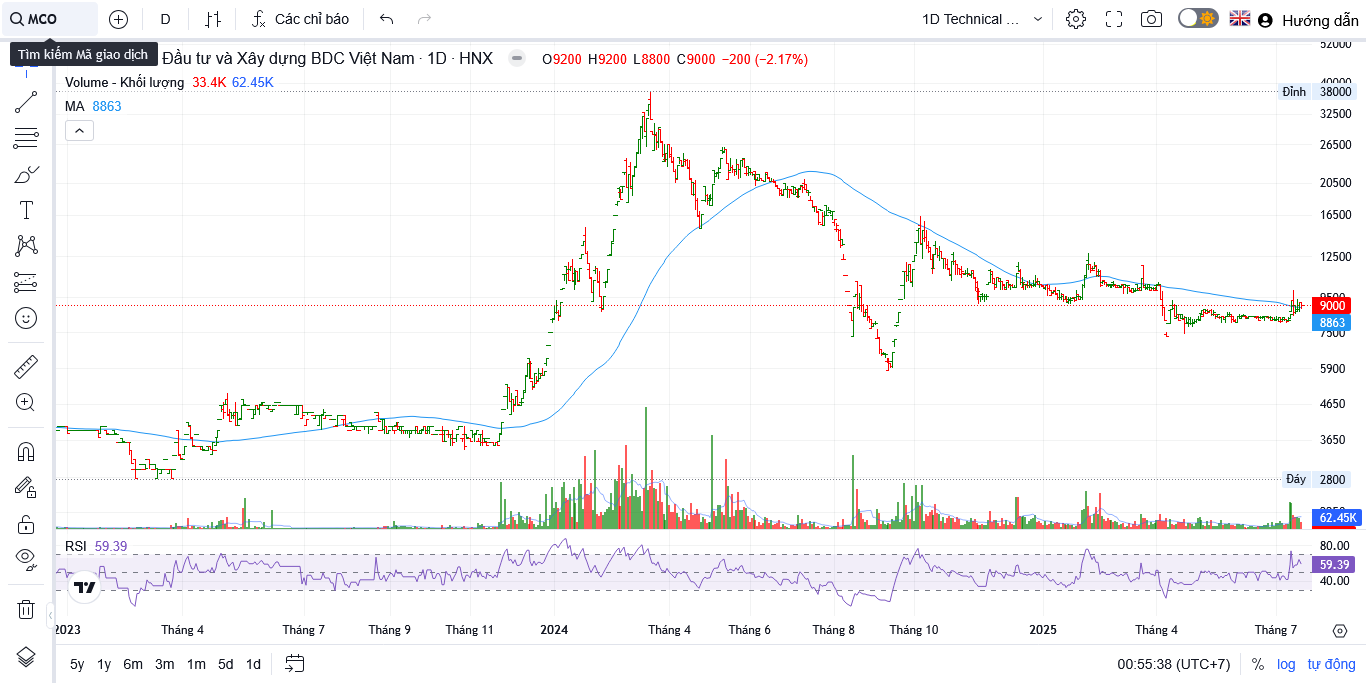 MCO D Các chỉ báo 1D Technical ... Hướng dẫn
Tìm kiếm Mã giao dịch
Đầu tư và Xây dựng BDC Việt Nam · 1D · HNX O9200 H9200 L8800 C9000 −200 (−2.17%)
Volume - Khối lượng 33.4K 62.45K
MA 8863
52000
40000
Đỉnh 38000
32500
26500
20500
16500
12500
9500
9000
8863
7500
5900
4650
3650
Đáy 2800
62.45K
RSI 59.39
80.00
59.39
40.00
2023 Tháng 4 Tháng 7 Tháng 9 Tháng 11 2024 Tháng 4 Tháng 6 Tháng 8 Tháng 10 2025 Tháng 4 Tháng 7
5y 1y 6m 3m 1m 5d 1d 00:55:38 (UTC+7) % log tự động